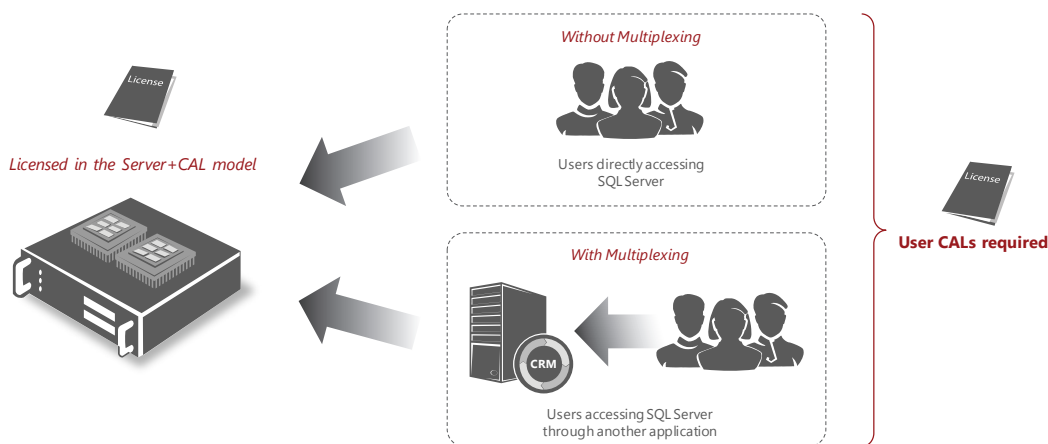 License
Licensed in the Server+CAL model
Without Multiplexing
Users directly accessing
SQL Server
With Multiplexing
CRM
Users accessing SQL Server
through another application
License
User CALs required